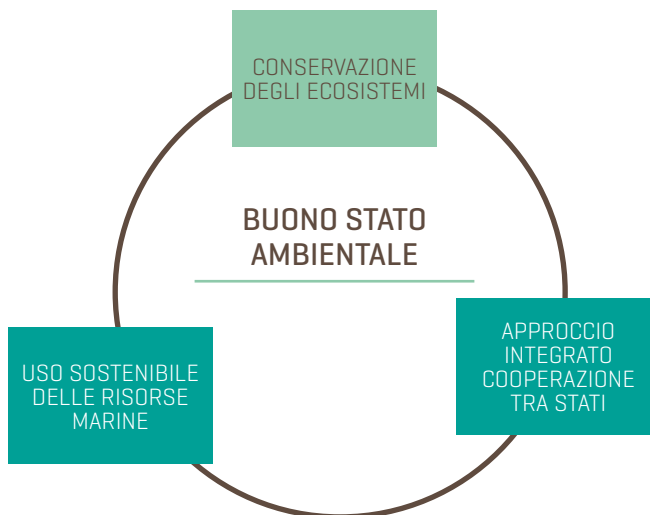 CONSERVAZIONE
DEGLI ECOSISTEMI
BUONO STATO
AMBIENTALE
USO SOSTENIBILE
DELLE RISORSE
MARINE
APPROCCIO
INTEGRATO
COOPERAZIONE
TRA STATI